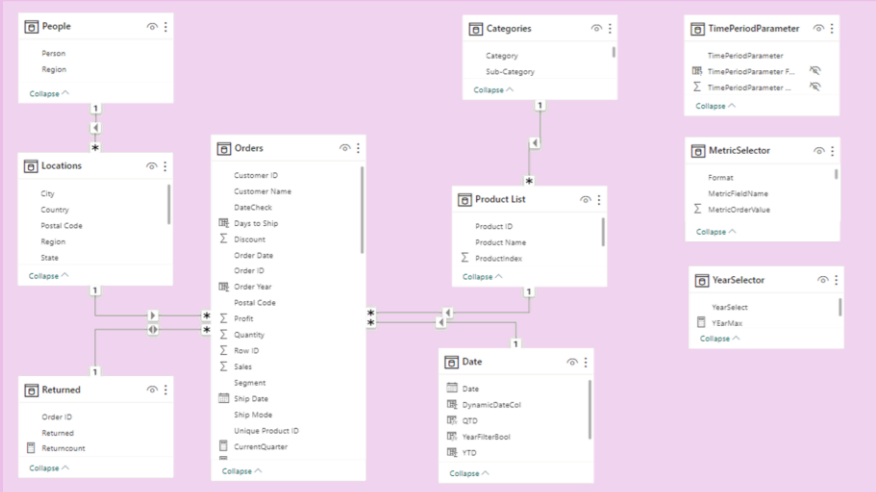 People
Person
Region
Collapse
1
*
Locations
City
Country
Postal Code
Region
State
Collapse
1
*
*
1
Returned
Order ID
Returned
Returncount
Collapse
Orders
Customer ID
Customer Name
DateCheck
Days to Ship
Discount
Order Date
Order ID
Order Year
Postal Code
Profit
Quantity
Row ID
Sales
Segment
Ship Date
Ship Mode
Unique Product ID
CurrentQuarter
Collapse
Categories
Category
Sub-Category
Collapse
1
*
Product List
Product ID
Product Name
ProductIndex
Collapse
1
*
*
1
Date
Date
DynamicDateCol
QTD
YearFilterBool
YTD
Collapse
TimePeriodParameter
TimePeriodParameter
TimePeriodParameter F...
TimePeriodParameter ...
Collapse
MetricSelector
Format
MetricFieldName
MetricOrderValue
Collapse
YearSelector
YearSelect
YEarMax
Collapse